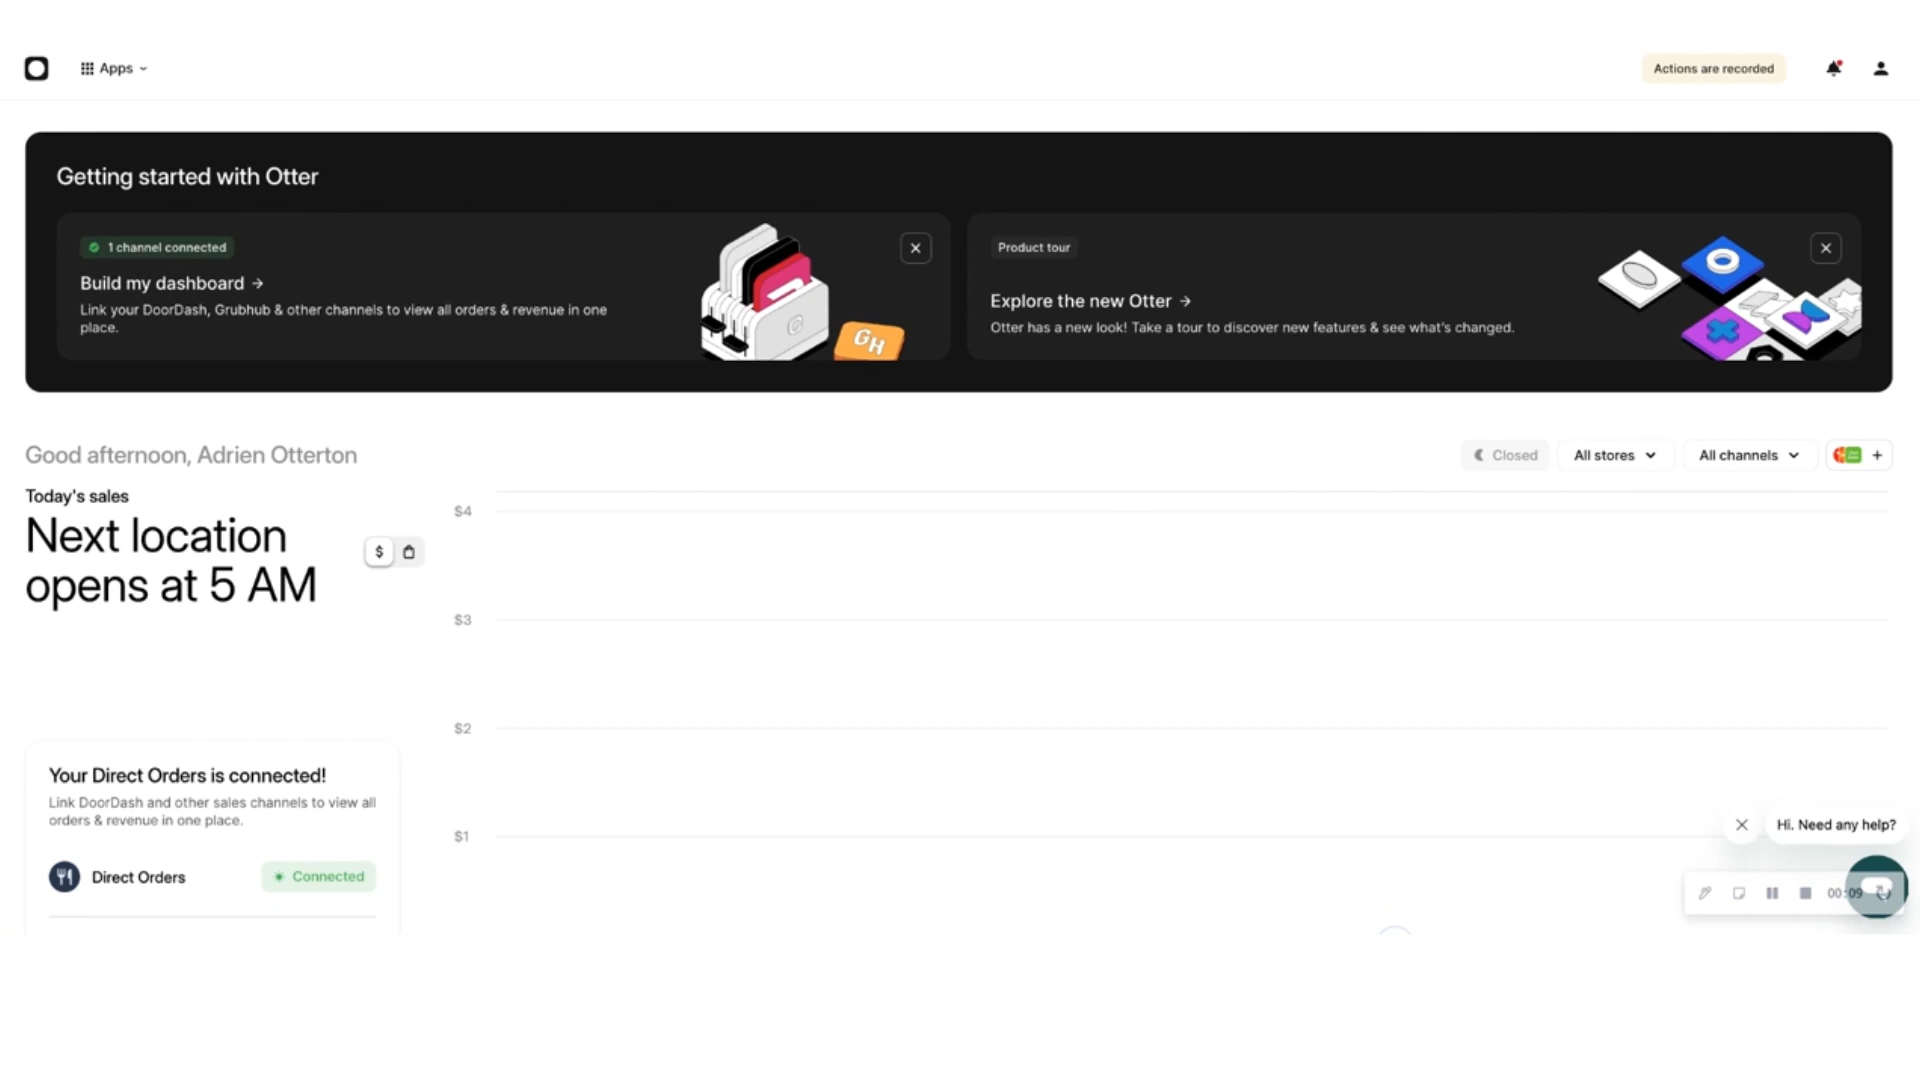 Apps
Actions are recorded
Getting started with Otter
1 channel connected
Build my dashboard →
Link your DoorDash, Grubhub & other channels to view all orders & revenue in one
place.
GH
Product tour
Explore the new Otter →
Otter has a new look! Take a tour to discover new features & see what's changed.
Good afternoon, Adrien Otterton
Closed
All stores
All channels
+
Today's sales
Next location
opens at 5 AM
$
$4
$3
$2
$1
Your Direct Orders is connected!
Link DoorDash and other sales channels to view all
orders & revenue in one place.
Direct Orders
Connected
Hi. Need any help?
00:09